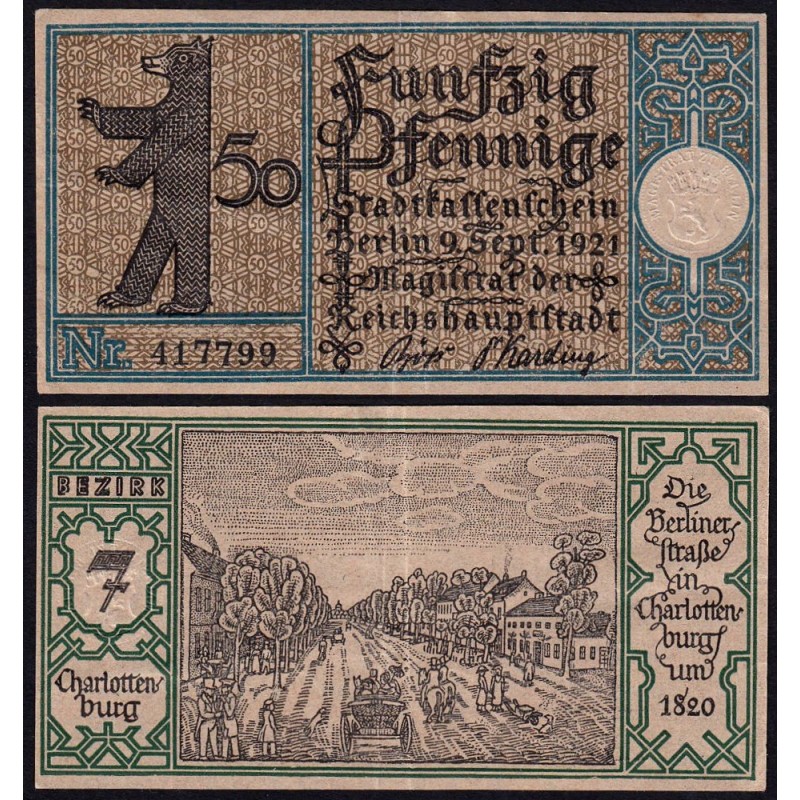 50
Funfzig
Pfennige
Stadtkassenschein
Berlin 9. Sept. 1921
Magistrat der
Reichshauptstadt
Nr. 417799
BEZIRK
7
Charlotten-
burg
Die
Berliner-
straße
in
Charlotten-
burg
um
1820